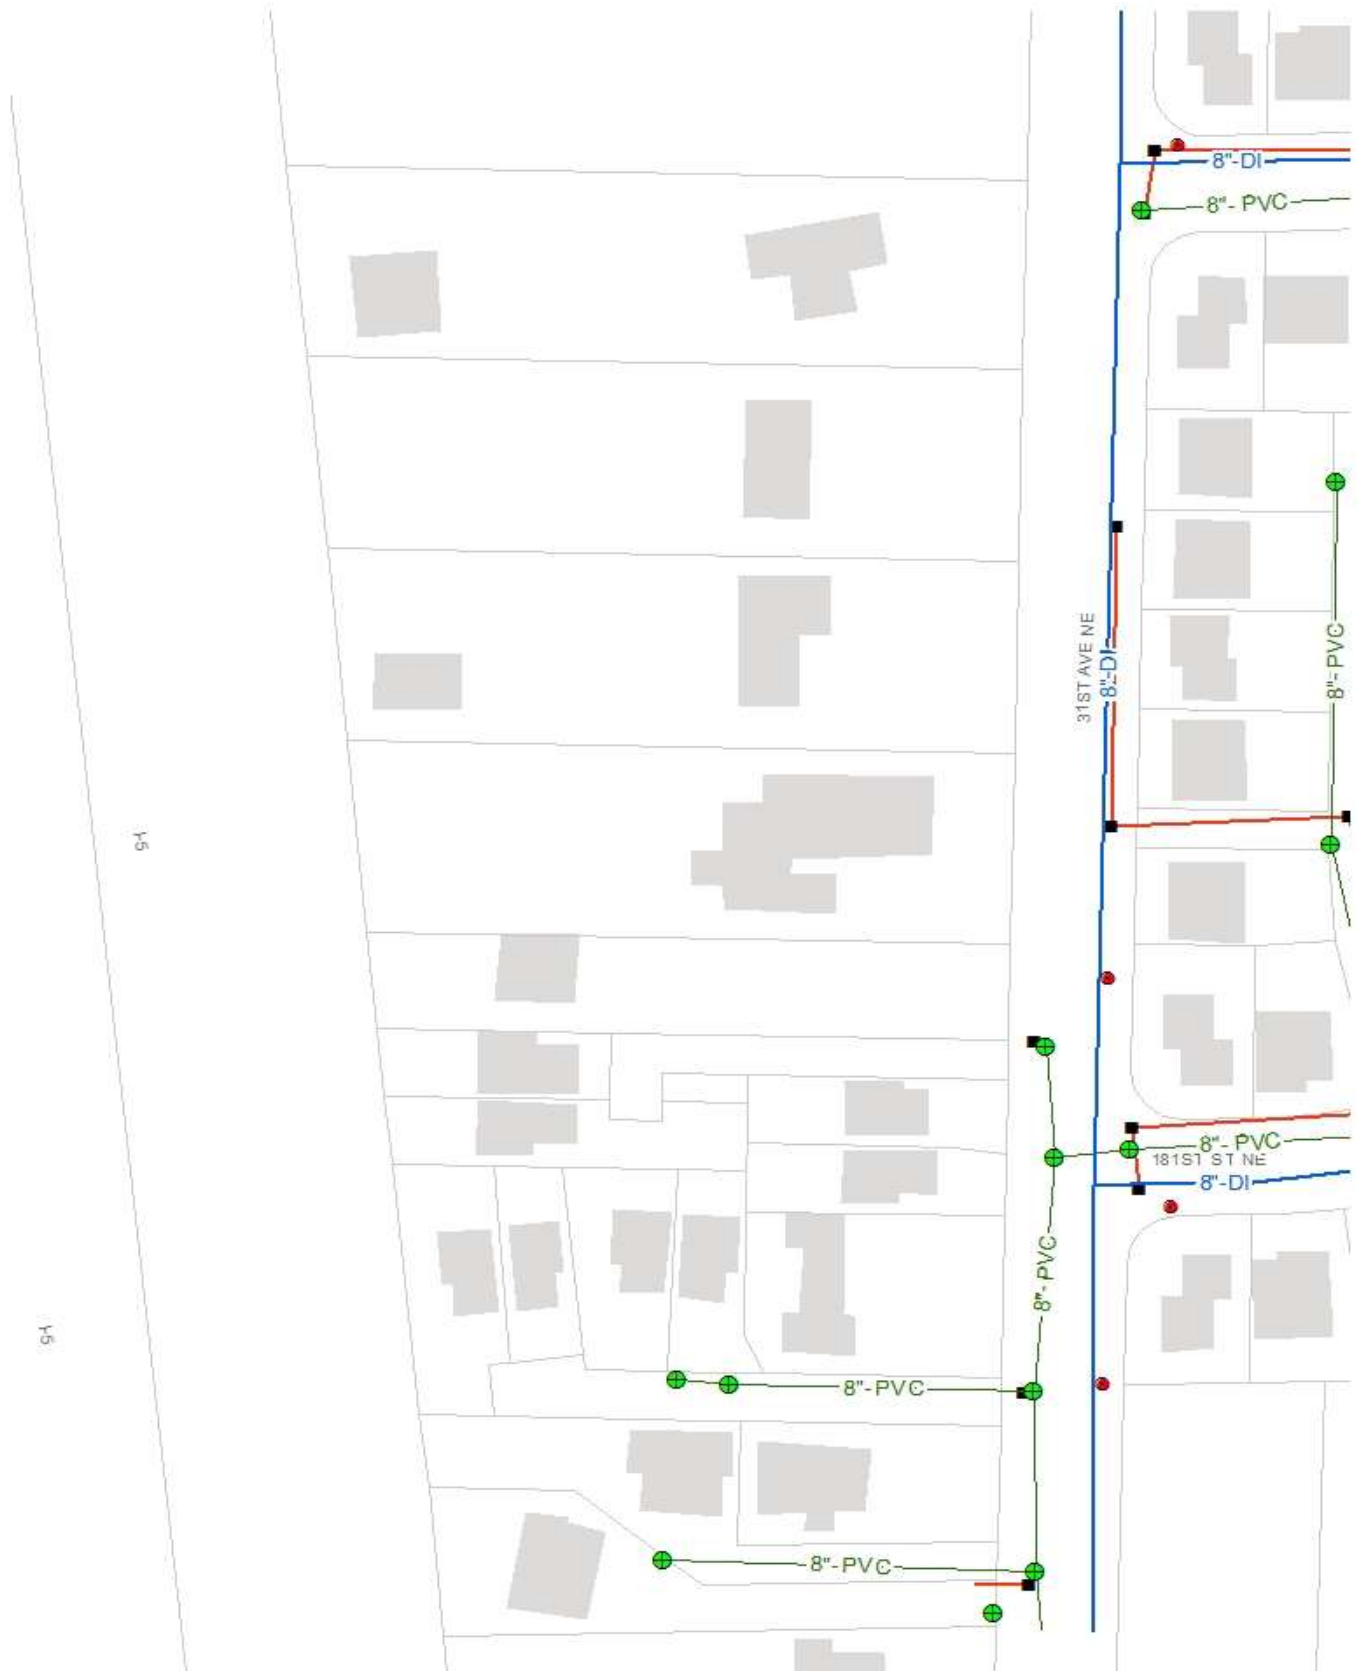 8"-DI
8"- PVC
31ST AVE NE
8"-DI
8"-PVC
I-5
8"- PVC
181ST ST NE
8"-DI
8"- PVC
I-5
8"-PVC
8"-PVC